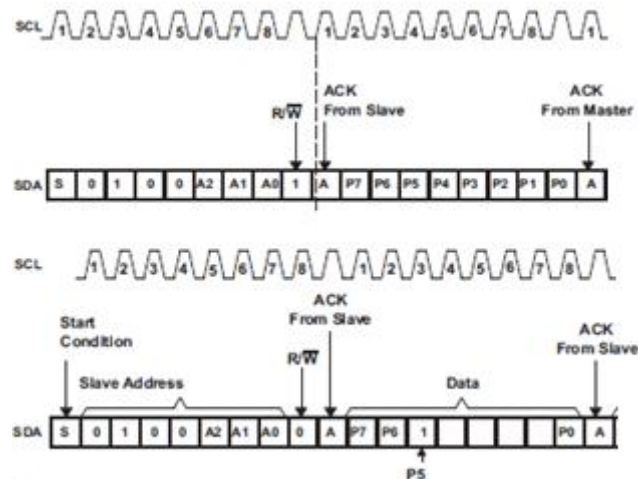 SCL 1 2 3 4 5 6 7 8 1 2 3 4 5 6 7 8 1
ACK ACK
R/W̅ From Slave From Master
SDA S 0 1 0 0 A2 A1 A0 1 A P7 P6 P5 P4 P3 P2 P1 P0 A
SCL 1 2 3 4 5 6 7 8 1 2 3 4 5 6 7 8
Start
Condition
ACK
From Slave
ACK
From Slave
R/W̅
Slave Address Data
SDA S 0 1 0 0 A2 A1 A0 0 A P7 P6 1 P0 A
P5